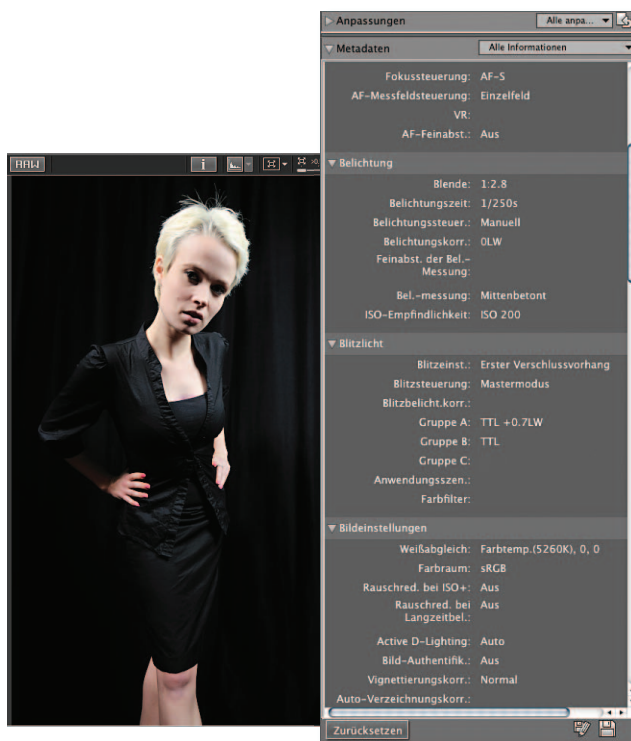 Anpassungen Alle anpa...
Metadaten Alle Informationen
Fokussteuerung: AF-S
AF-Messfeldsteuerung: Einzelfeld
VR:
AF-Feinabst.: Aus
Belichtung
Blende: 1:2.8
Belichtungszeit: 1/250s
Belichtungssteuer.: Manuell
Belichtungskorr.: 0LW
Feinabst. der Bel.-
Messung:
Bel.-messung: Mittenbetont
ISO-Empfindlichkeit: ISO 200
Blitzlicht
Blitzeinst.: Erster Verschlussvorhang
Blitzsteuerung: Mastermodus
Blitzbelicht.korr.:
Gruppe A: TTL +0.7LW
Gruppe B: TTL
Gruppe C:
Anwendungsszen.:
Farbfilter:
Bildeinstellungen
Weißabgleich: Farbtemp.(5260K), 0, 0
Farbraum: sRGB
Rauschred. bei ISO+: Aus
Rauschred. bei Aus
Langzeitbel.:
Active D-Lighting: Auto
Bild-Authentifik.: Aus
Vignettierungskorr.: Normal
Auto-Verzeichnungskorr.:
Zurücksetzen
RAW i